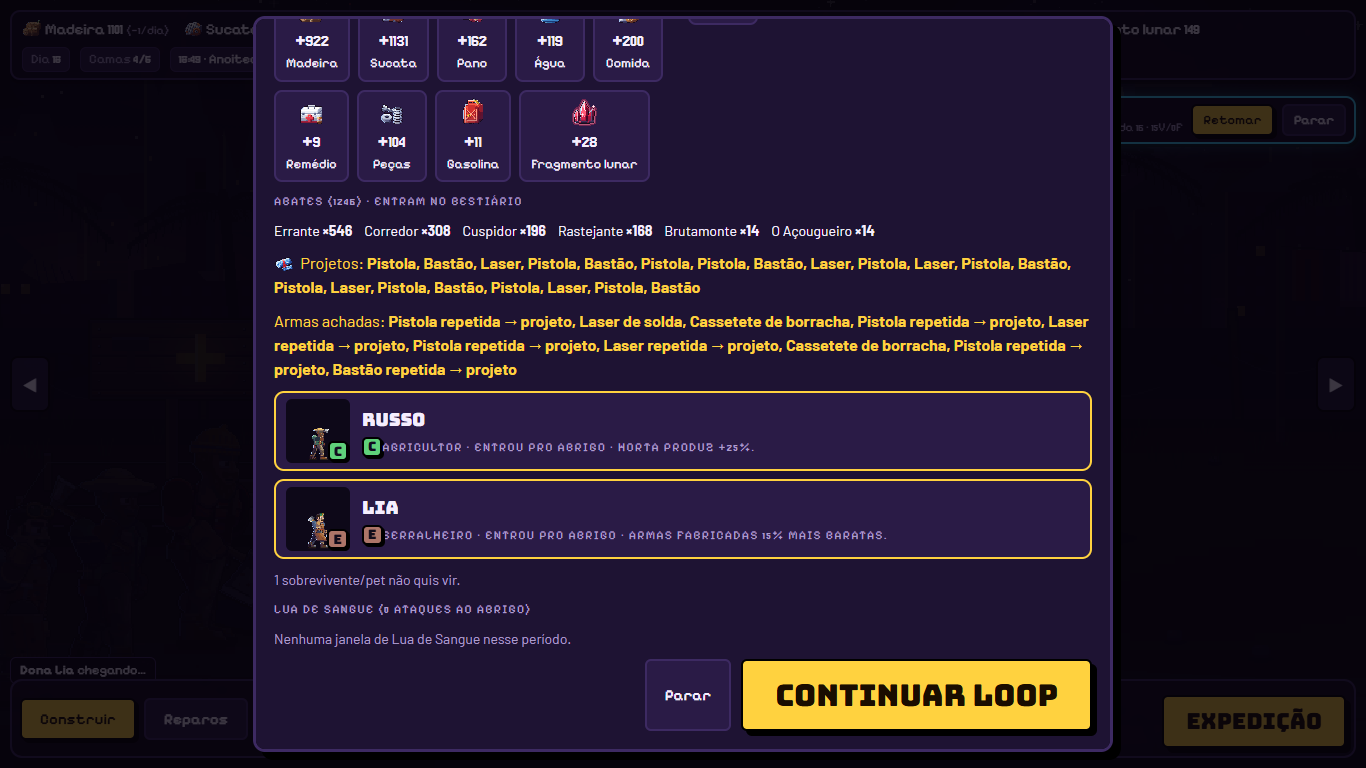 Madeira 1101 (-1/dia) Sucat
to lunar 149
Dia 15 Camas 4/5 18:49 · Anoitec
+922 +1131 +162 +119 +200
Madeira Sucata Pano Água Comida
+9 +104 +11 +28
Remédio Peças Gasolina Fragmento lunar
Retomar Parar
ABATES (1246) · ENTRAM NO BESTIÁRIO
Errante ×546 Corredor ×308 Cuspidor ×196 Rastejante ×168 Brutamonte ×14 O Açougueiro ×14
Projetos: Pistola, Bastão, Laser, Pistola, Bastão, Pistola, Pistola, Bastão, Laser, Pistola, Laser, Pistola, Bastão,
Pistola, Laser, Pistola, Bastão, Pistola, Laser, Pistola, Bastão
Armas achadas: Pistola repetida → projeto, Laser de solda, Cassetete de borracha, Pistola repetida → projeto, Laser
repetida → projeto, Pistola repetida → projeto, Laser repetida → projeto, Cassetete de borracha, Pistola repetida →
projeto, Bastão repetida → projeto
◀ ▶
RUSSO
C C AGRICULTOR · ENTROU PRO ABRIGO · HORTA PRODUZ +25%.
LIA
E E SERRALHEIRO · ENTROU PRO ABRIGO · ARMAS FABRICADAS 15% MAIS BARATAS.
1 sobrevivente/pet não quis vir.
LUA DE SANGUE (0 ATAQUES AO ABRIGO)
Nenhuma janela de Lua de Sangue nesse período.
Dona Lia chegando...
Parar CONTINUAR LOOP
Construir Reparos EXPEDIÇÃO